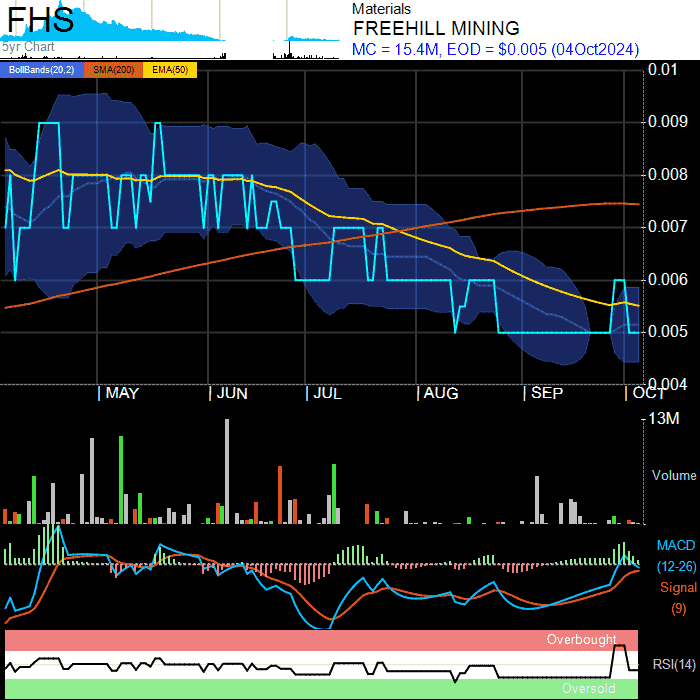 FHS
5yr Chart
Materials
FREEHILL MINING
MC = 15.4M, EOD = $0.005 (04Oct2024)
BollBands(20,2) SMA(200) EMA(50)
0.01
0.009
0.008
0.007
0.006
0.005
0.004
MAY JUN JUL AUG SEP OCT
13M
Volume
MACD
(12-26)
Signal
(9)
Overbought
RSI(14)
Oversold